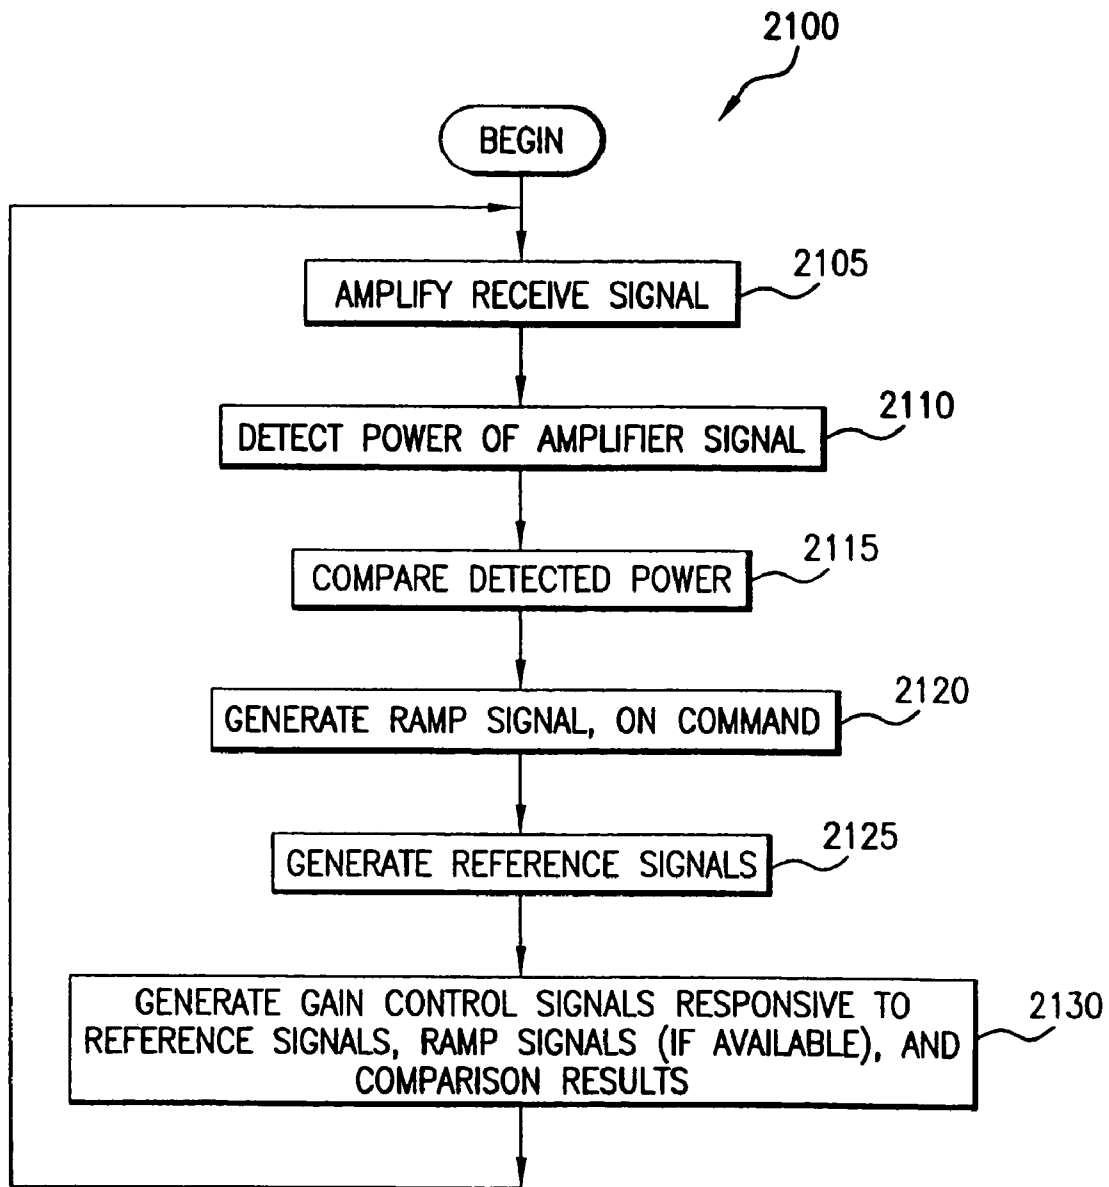 2100
BEGIN
AMPLIFY RECEIVE SIGNAL
2105
DETECT POWER OF AMPLIFIER SIGNAL
2110
COMPARE DETECTED POWER
2115
GENERATE RAMP SIGNAL, ON COMMAND
2120
GENERATE REFERENCE SIGNALS
2125
GENERATE GAIN CONTROL SIGNALS RESPONSIVE TO
REFERENCE SIGNALS, RAMP SIGNALS (IF AVAILABLE), AND
COMPARISON RESULTS
2130